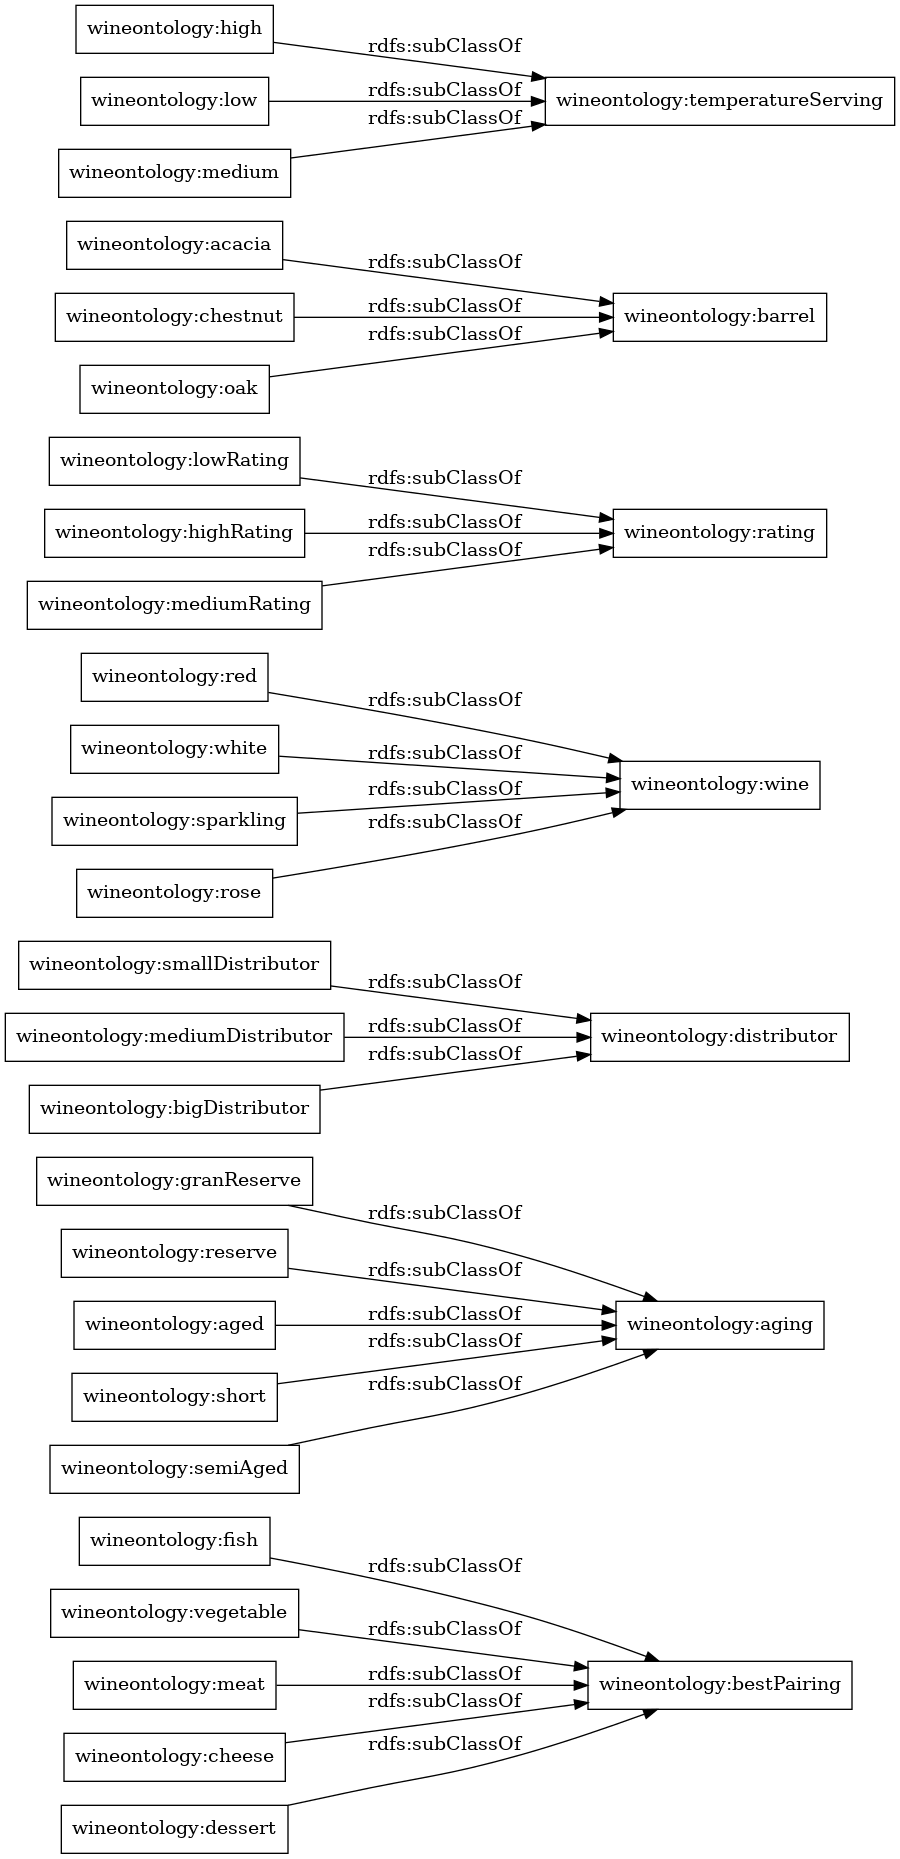 wineontology:high
rdfs:subClassOf
wineontology:low
rdfs:subClassOf
wineontology:temperatureServing
rdfs:subClassOf
wineontology:medium
wineontology:acacia
rdfs:subClassOf
wineontology:chestnut
rdfs:subClassOf
wineontology:barrel
rdfs:subClassOf
wineontology:oak
wineontology:lowRating
rdfs:subClassOf
wineontology:highRating
rdfs:subClassOf
wineontology:rating
rdfs:subClassOf
wineontology:mediumRating
wineontology:red
rdfs:subClassOf
wineontology:white
rdfs:subClassOf
wineontology:wine
rdfs:subClassOf
wineontology:sparkling
rdfs:subClassOf
wineontology:rose
wineontology:smallDistributor
rdfs:subClassOf
wineontology:mediumDistributor
rdfs:subClassOf
wineontology:distributor
rdfs:subClassOf
wineontology:bigDistributor
wineontology:granReserve
rdfs:subClassOf
wineontology:reserve
rdfs:subClassOf
wineontology:aged
rdfs:subClassOf
wineontology:aging
rdfs:subClassOf
wineontology:short
rdfs:subClassOf
wineontology:semiAged
wineontology:fish
rdfs:subClassOf
wineontology:vegetable
rdfs:subClassOf
wineontology:meat
rdfs:subClassOf
wineontology:bestPairing
rdfs:subClassOf
wineontology:cheese
rdfs:subClassOf
wineontology:dessert